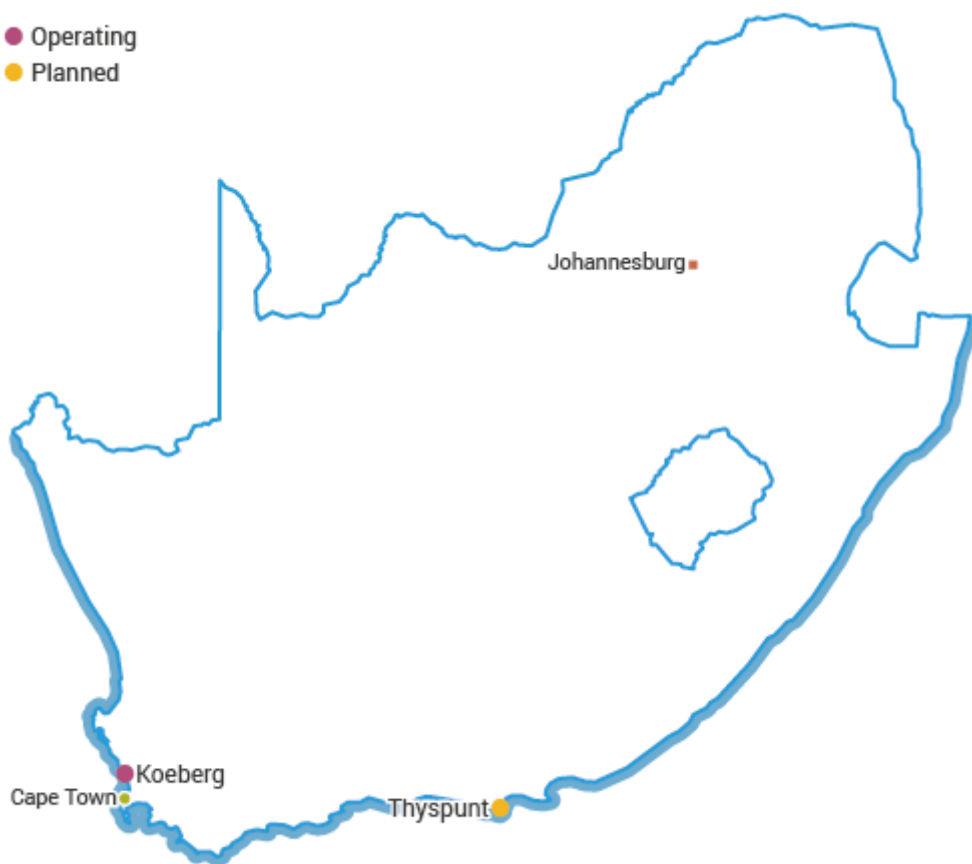 Operating
Planned
Johannesburg
Koeberg
Cape Town
Thyspunt